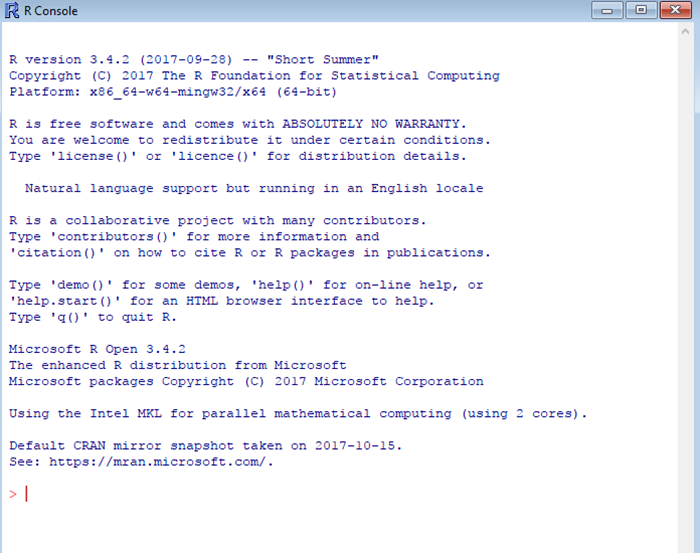 R Console
R version 3.4.2 (2017-09-28) -- "Short Summer"
Copyright (C) 2017 The R Foundation for Statistical Computing
Platform: x86_64-w64-mingw32/x64 (64-bit)
R is free software and comes with ABSOLUTELY NO WARRANTY.
You are welcome to redistribute it under certain conditions.
Type 'license()' or 'licence()' for distribution details.
Natural language support but running in an English locale
R is a collaborative project with many contributors.
Type 'contributors()' for more information and
'citation()' on how to cite R or R packages in publications.
Type 'demo()' for some demos, 'help()' for on-line help, or
'help.start()' for an HTML browser interface to help.
Type 'q()' to quit R.
Microsoft R Open 3.4.2
The enhanced R distribution from Microsoft
Microsoft packages Copyright (C) 2017 Microsoft Corporation
Using the Intel MKL for parallel mathematical computing (using 2 cores).
Default CRAN mirror snapshot taken on 2017-10-15.
See: https://mran.microsoft.com/.
>